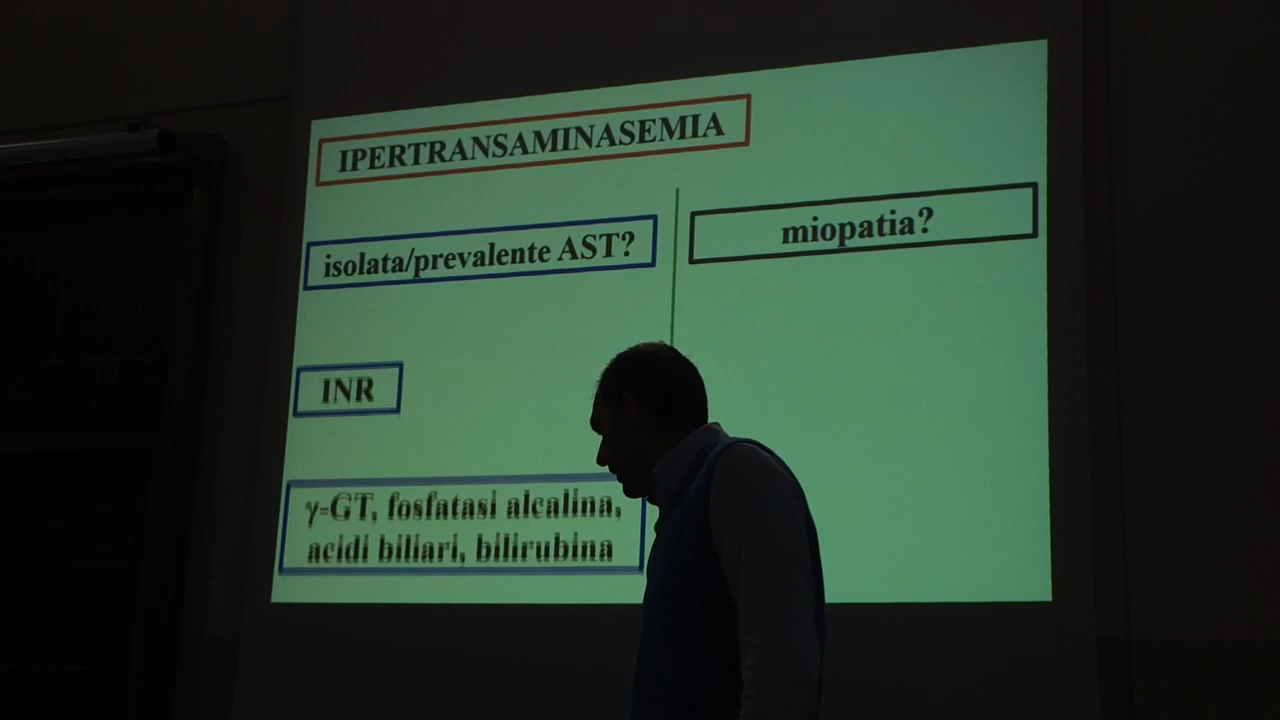 IPERTRANSAMINASEMIA
isolata/prevalente AST?
miopatia?
INR
γ-GT, fosfatasi alcalina,
acidi biliari, bilirubina